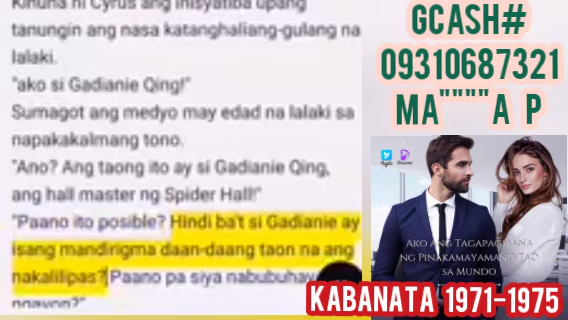 Kinuha ni Cyrus ang inisyatiba upang
tanungin ang nasa katanghaliang-gulang na
lalaki.
"ako si Gadianie Qing!"
Sumagot ang medyo may edad na lalaki sa
napakakalmang tono.
"Ano? Ang taong ito ay si Gadianie Qing,
ang hall master ng Spider Hall!"
"Paano ito posible? Hindi ba't si Gadianie ay
isang mandirigma daan-daang taon na ang
nakalilipas? Paano pa siya nabubuhay
ngayon?"
GCASH#
09310687321
MA""""A P
AKO ANG TAGAPAGMANA
NG PINAKAMAYAMANG TAO
SA MUNDO
KABANATA 1971-1975